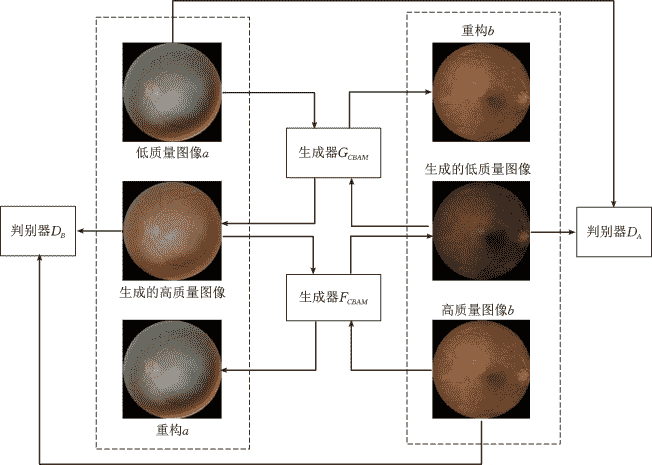 重构b
低质量图像a
生成器G_CBAM
生成的低质量图像
判别器D_B
判别器D_A
生成的高质量图像
生成器F_CBAM
高质量图像b
重构a